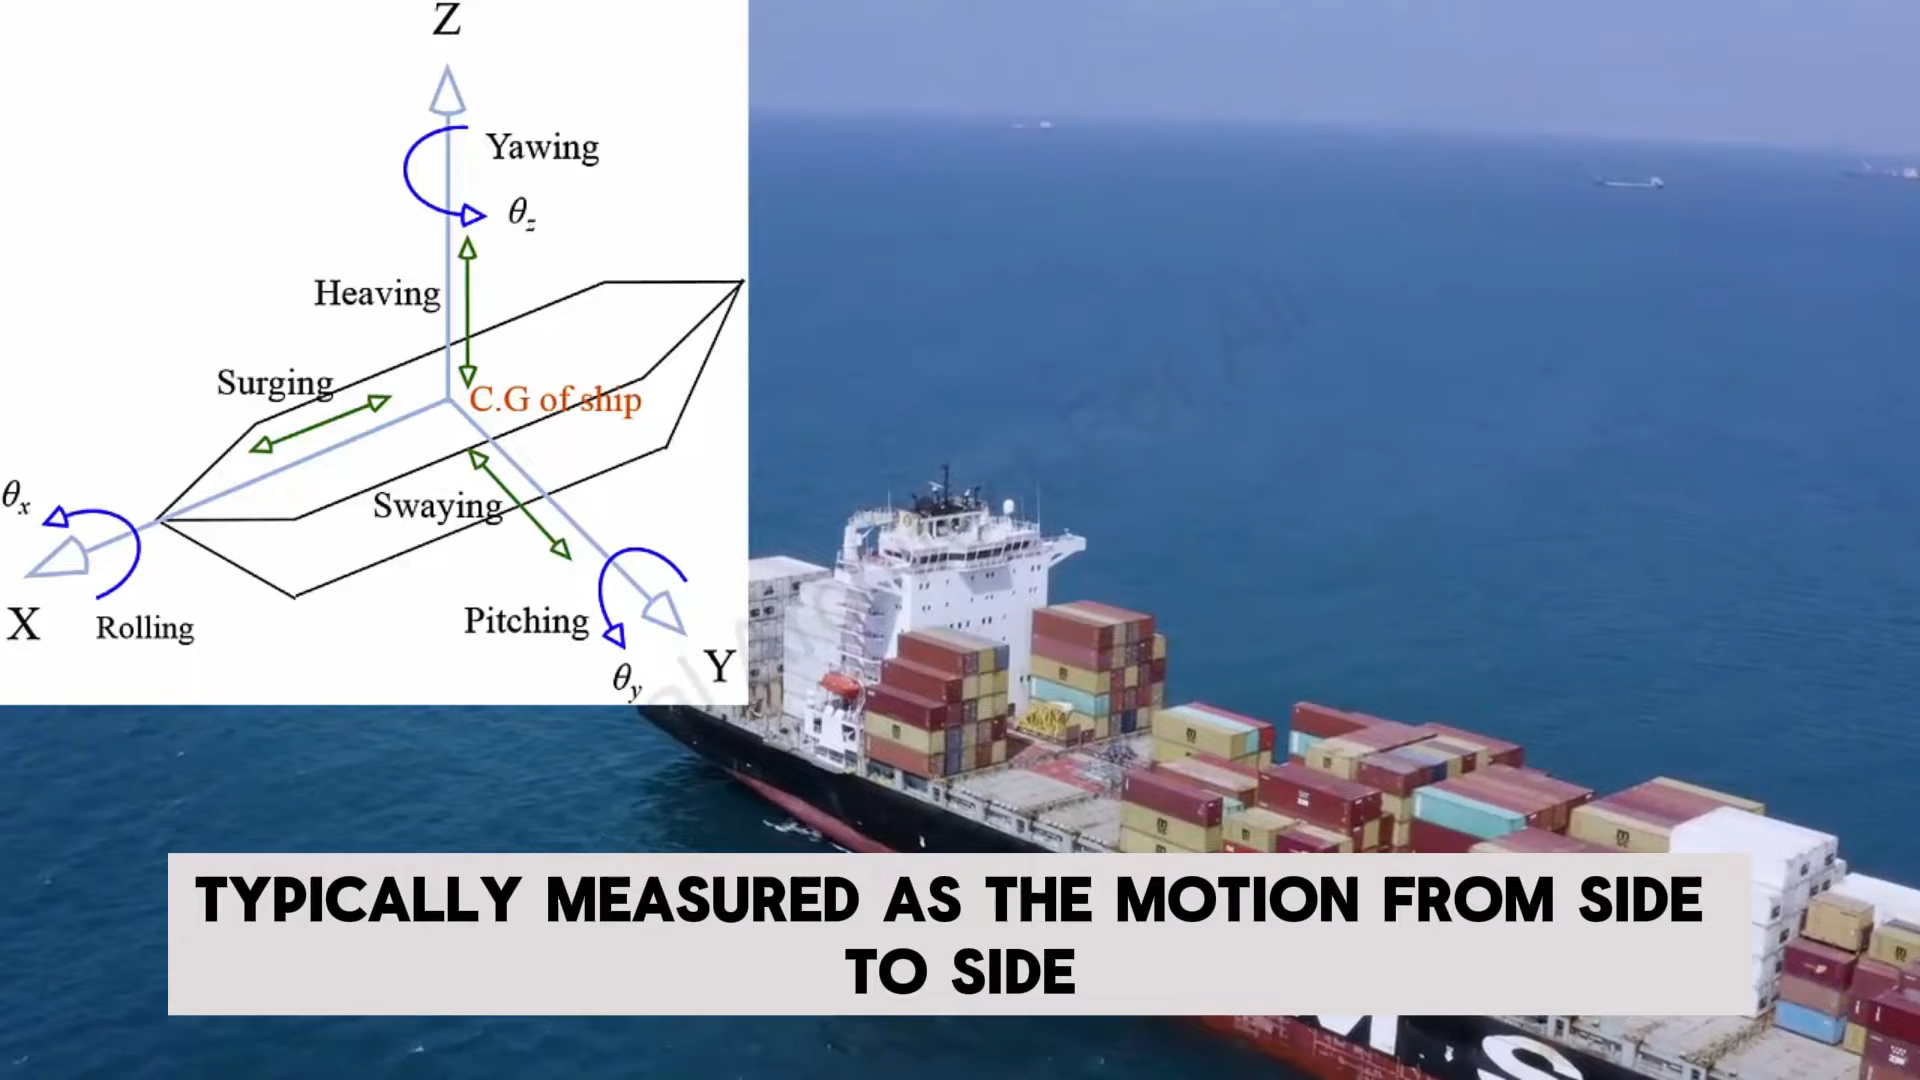 Z
Yawing
θz
Heaving
Surging
C.G of ship
θx
Swaying
X
Rolling
Pitching
Y
θy
TYPICALLY MEASURED AS THE MOTION FROM SIDE
TO SIDE